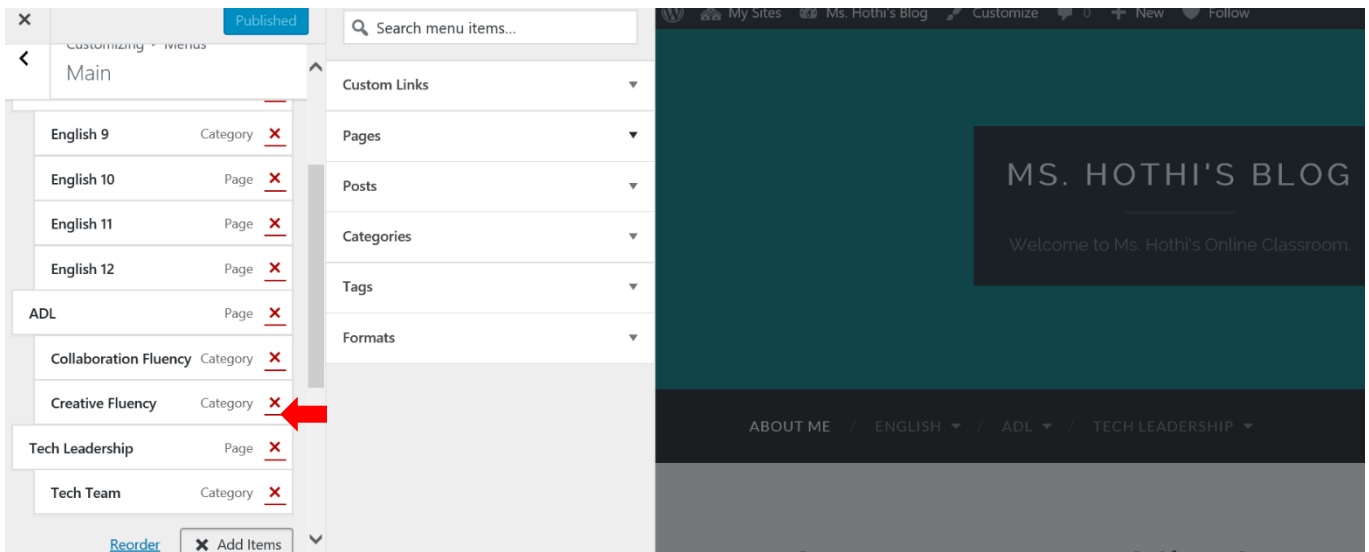 Published
Customizing ▸ Menus
Main
English 9 Category
English 10 Page
English 11 Page
English 12 Page
ADL Page
Collaboration Fluency Category
Creative Fluency Category
Tech Leadership Page
Tech Team Category
Reorder
Add Items
Search menu items...
Custom Links
Pages
Posts
Categories
Tags
Formats
My Sites Ms. Hothi's Blog Customize 0 New Follow
MS. HOTHI'S BLOG
Welcome to Ms. Hothi's Online Classroom.
ABOUT ME / ENGLISH / ADL / TECH LEADERSHIP